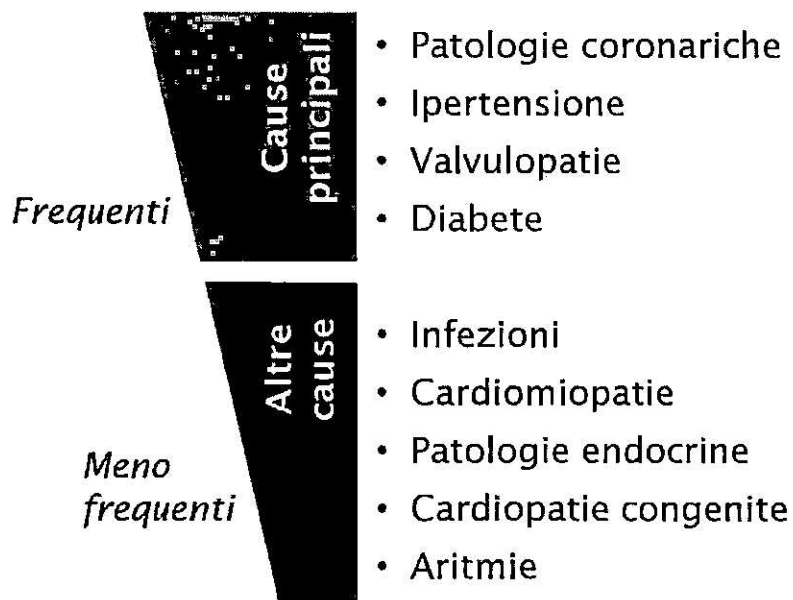 Cause
principali
Frequenti
• Patologie coronariche
• Ipertensione
• Valvulopatie
• Diabete
Altre
cause
Meno
frequenti
• Infezioni
• Cardiomiopatie
• Patologie endocrine
• Cardiopatie congenite
• Aritmie